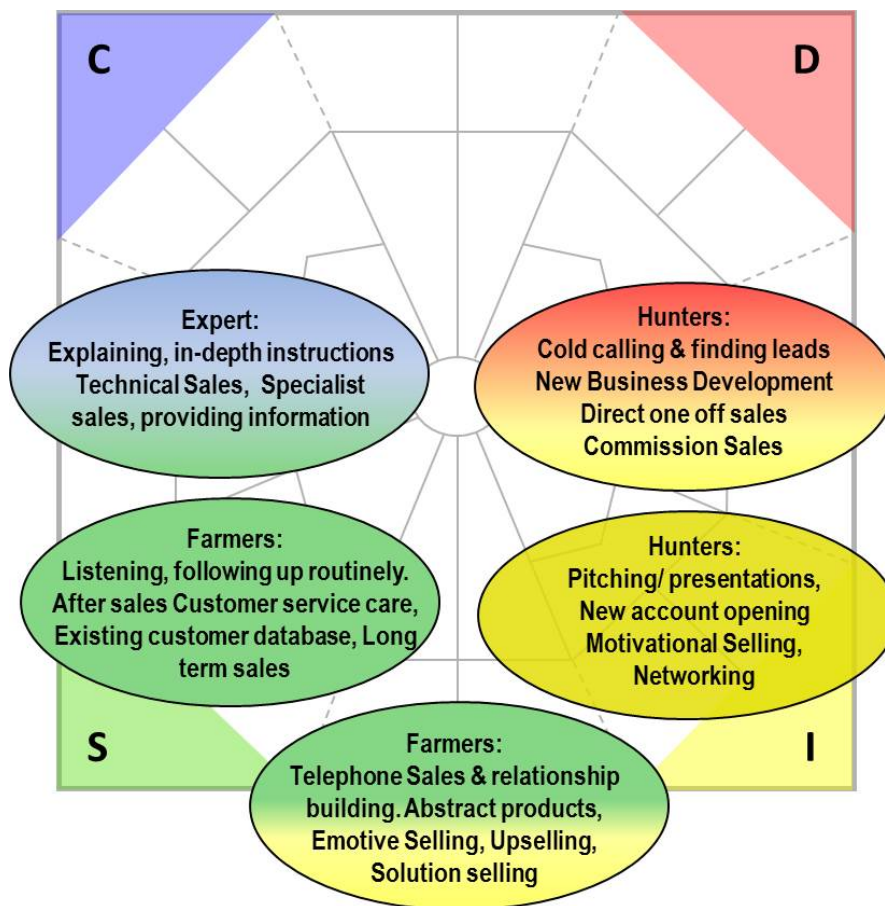 C
D
Expert:
Explaining, in-depth instructions
Technical Sales, Specialist
sales, providing information
Hunters:
Cold calling & finding leads
New Business Development
Direct one off sales
Commission Sales
Farmers:
Listening, following up routinely.
After sales Customer service care,
Existing customer database, Long
term sales
Hunters:
Pitching/ presentations,
New account opening
Motivational Selling,
Networking
S
I
Farmers:
Telephone Sales & relationship
building. Abstract products,
Emotive Selling, Upselling,
Solution selling